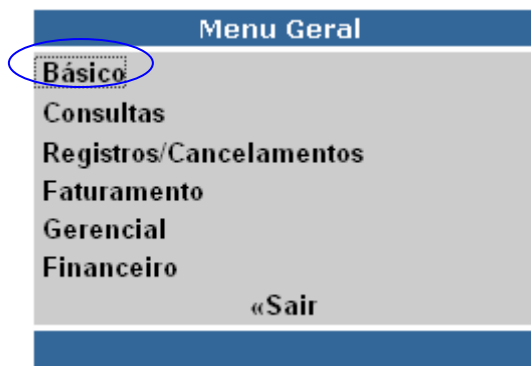 Menu Geral
Básico
Consultas
Registros/Cancelamentos
Faturamento
Gerencial
Financeiro
«Sair